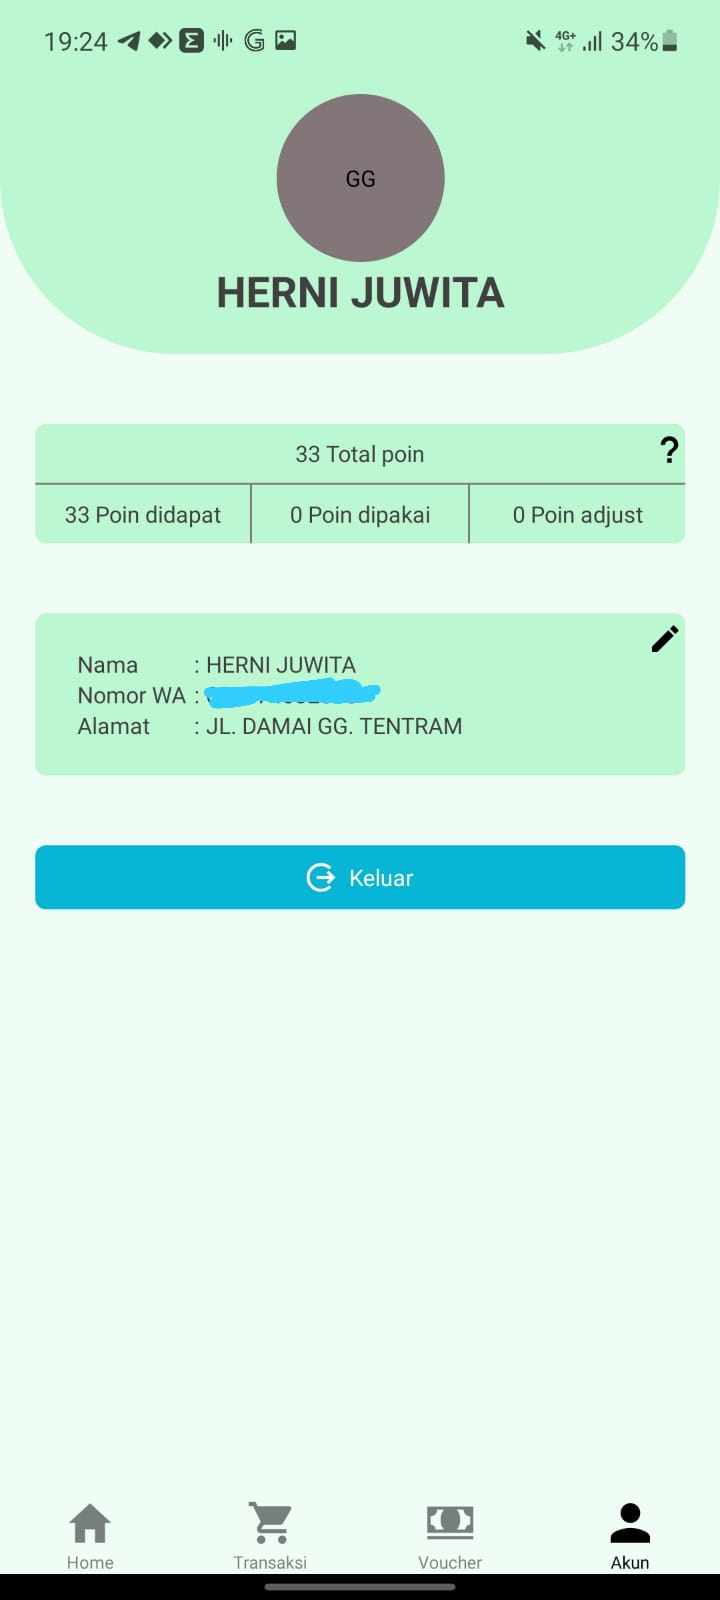 19:24 4G+ 34%
GG
HERNI JUWITA
33 Total poin ?
33 Poin didapat 0 Poin dipakai 0 Poin adjust
Nama : HERNI JUWITA
Nomor WA :
Alamat : JL. DAMAI GG. TENTRAM
Keluar
Home Transaksi Voucher Akun